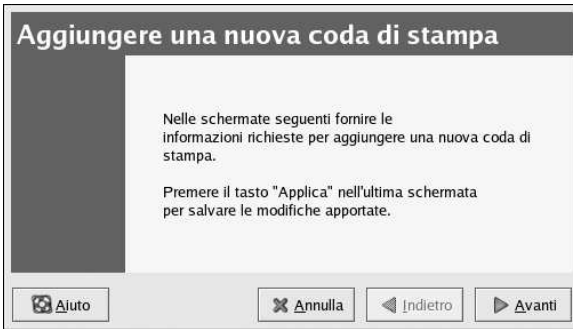 Aggiungere una nuova coda di stampa
Nelle schermate seguenti fornire le
informazioni richieste per aggiungere una nuova coda di
stampa.
Premere il tasto "Applica" nell'ultima schermata
per salvare le modifiche apportate.
Aiuto
Annulla
Indietro
Avanti